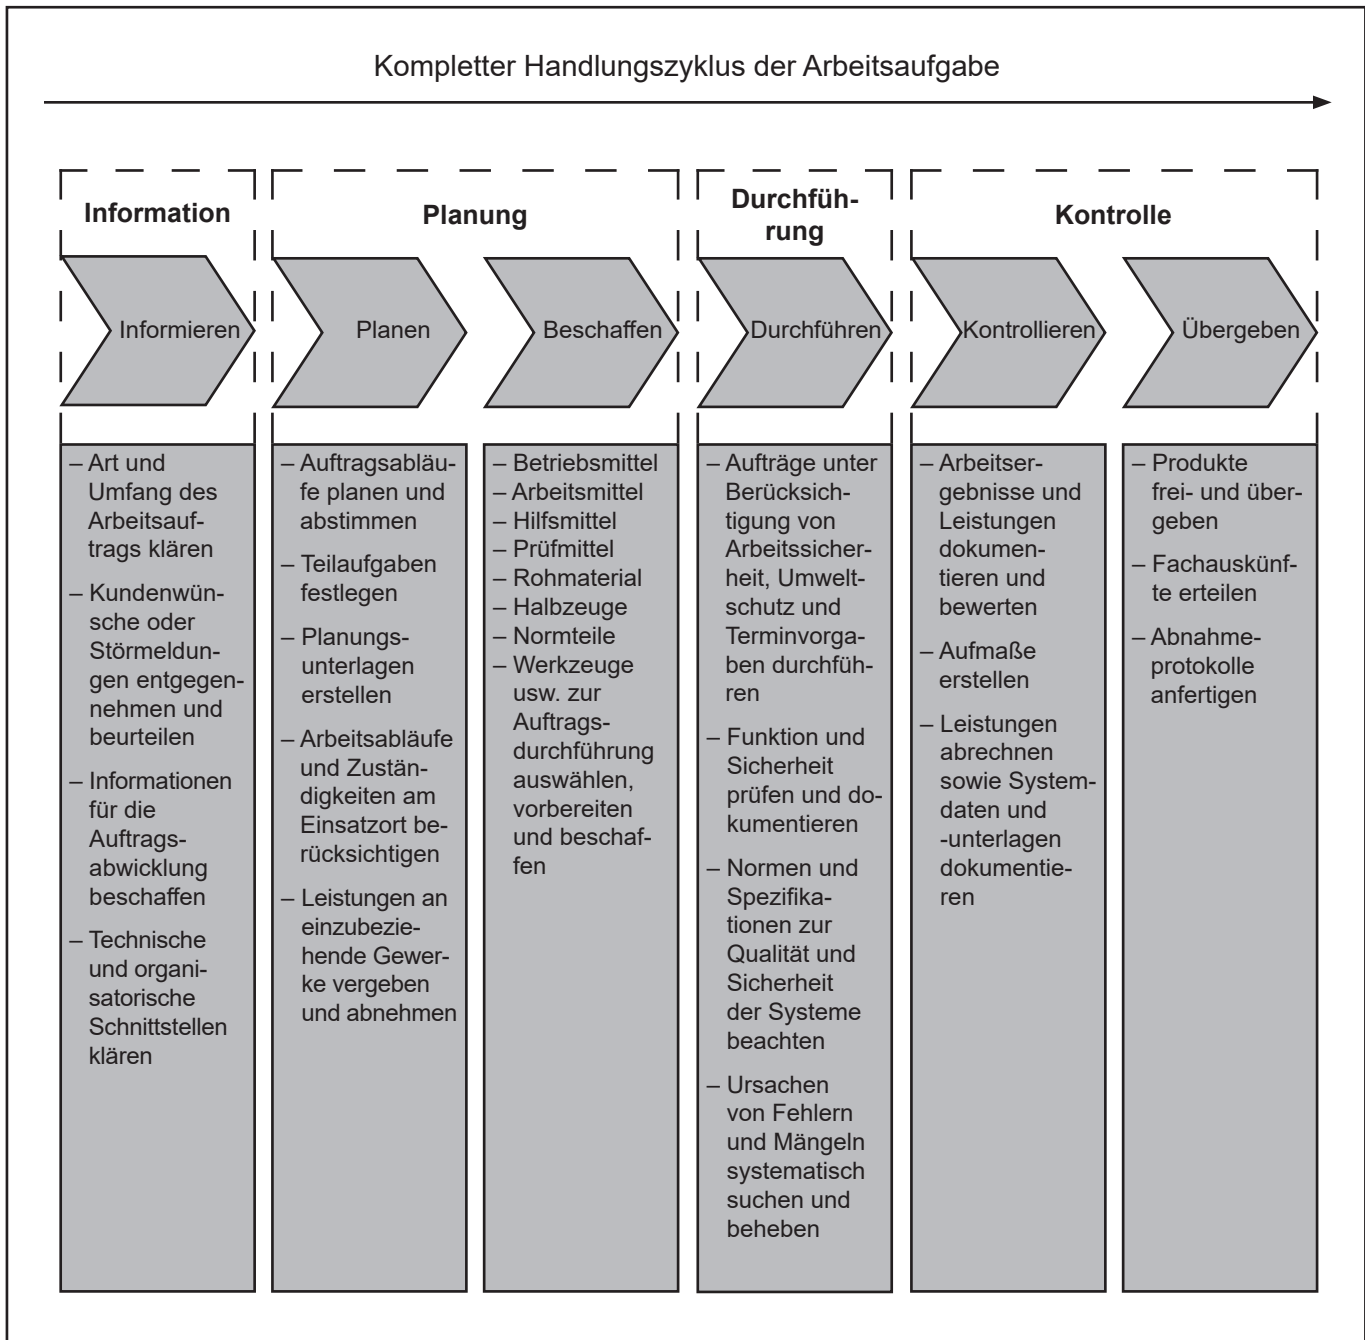 Kompletter Handlungszyklus der Arbeitsaufgabe
Information
Planung
Durchfüh-
rung
Kontrolle
Informieren
Planen
Beschaffen
Durchführen
Kontrollieren
Übergeben
– Art und
Umfang des
Arbeitsauf-
trags klären
– Kundenwün-
sche oder
Störmeldun-
gen entgegen-
nehmen und
beurteilen
– Informationen
für die
Auftrags-
abwicklung
beschaffen
– Technische
und organi-
satorische
Schnittstellen
klären
– Auftragsabläu-
fe planen und
abstimmen
– Teilaufgaben
festlegen
– Planungs-
unterlagen
erstellen
– Arbeitsabläufe
und Zustän-
digkeiten am
Einsatzort be-
rücksichtigen
– Leistungen an
einzubezie-
hende Gewer-
ke vergeben
und abnehmen
– Betriebsmittel
– Arbeitsmittel
– Hilfsmittel
– Prüfmittel
– Rohmaterial
– Halbzeuge
– Normteile
– Werkzeuge
usw. zur
Auftrags-
durchführung
auswählen,
vorbereiten
und beschaf-
fen
– Aufträge unter
Berücksich-
tigung von
Arbeitssicher-
heit, Umwelt-
schutz und
Terminvorga-
ben durchfüh-
ren
– Funktion und
Sicherheit
prüfen und do-
kumentieren
– Normen und
Spezifika-
tionen zur
Qualität und
Sicherheit
der Systeme
beachten
– Ursachen
von Fehlern
und Mängeln
systematisch
suchen und
beheben
– Arbeitser-
gebnisse und
Leistungen
dokumen-
tieren und
bewerten
– Aufmaße
erstellen
– Leistungen
abrechnen
sowie System-
daten und
-unterlagen
dokumentie-
ren
– Produkte
frei- und über-
geben
– Fachauskünf-
te erteilen
– Abnahme-
protokolle
anfertigen